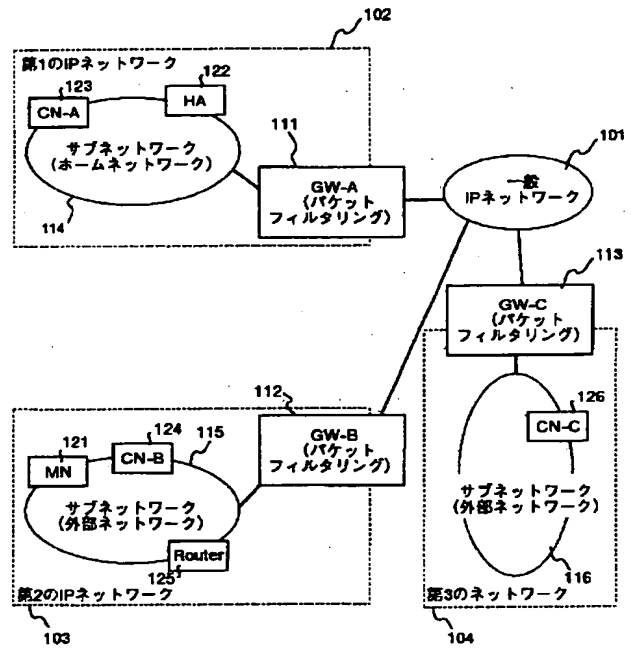 102
第1のIPネットワーク
123
122
CN-A
HA
サブネットワーク
(ホームネットワーク)
114
111
GW-A
(パケット
フィルタリング)
101
一般
IPネットワーク
113
GW-C
(パケット
フィルタリング)
112
GW-B
(パケット
フィルタリング)
121
124
115
MN
CN-B
サブネットワーク
(外部ネットワーク)
Router
125
第2のIPネットワーク
103
126
CN-C
サブネットワーク
(外部ネットワーク)
116
第3のネットワーク
104